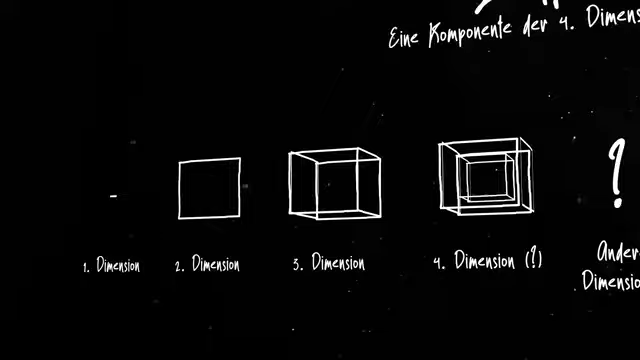 Eine Komponente der 4. Dimens
?
1. Dimension
2. Dimension
3. Dimension
4. Dimension (?)
Ander
Dimensio